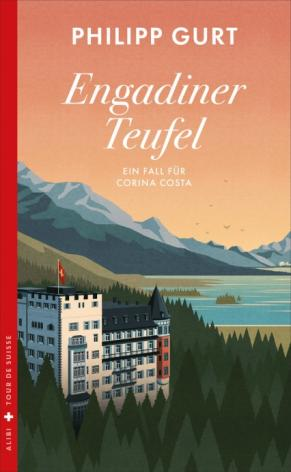 PHILIPP GURT
Engadiner
Teufel
EIN FALL FÜR
CORINA COSTA
ALIBI + TOUR DE SUISSE